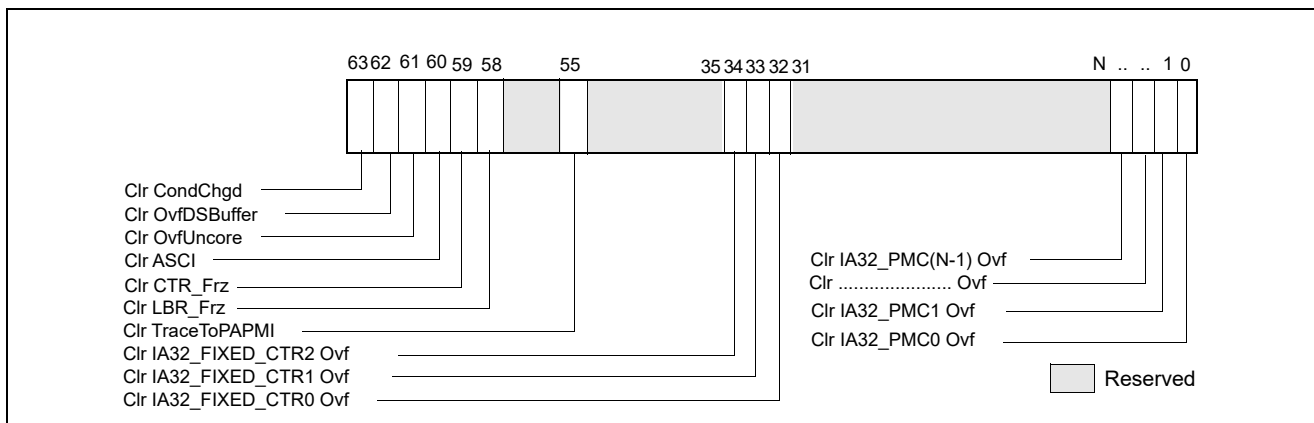 63 62 61 60 59 58 55 35 34 33 32 31 N .. .. 1 0
Clr CondChgd
Clr OvfDSBuffer
Clr OvfUncore
Clr ASCI
Clr CTR_Frz
Clr LBR_Frz
Clr TraceToPAPMI
Clr IA32_FIXED_CTR2 Ovf
Clr IA32_FIXED_CTR1 Ovf
Clr IA32_FIXED_CTR0 Ovf
Clr IA32_PMC(N-1) Ovf
Clr ...................... Ovf
Clr IA32_PMC1 Ovf
Clr IA32_PMC0 Ovf
Reserved